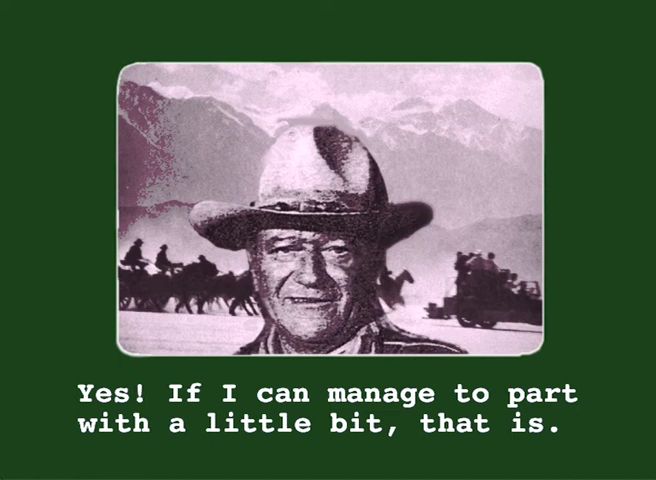 Yes! If I can manage to part
with a little bit, that is.